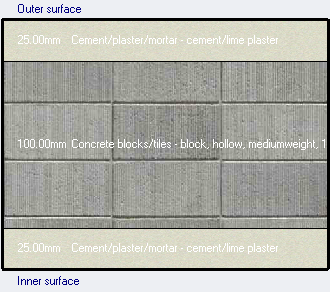 Outer surface
25.00mm Cement/plaster/mortar - cement/lime plaster
100.00mm Concrete blocks/tiles - block, hollow, mediumweight, 1
25.00mm Cement/plaster/mortar - cement/lime plaster
Inner surface